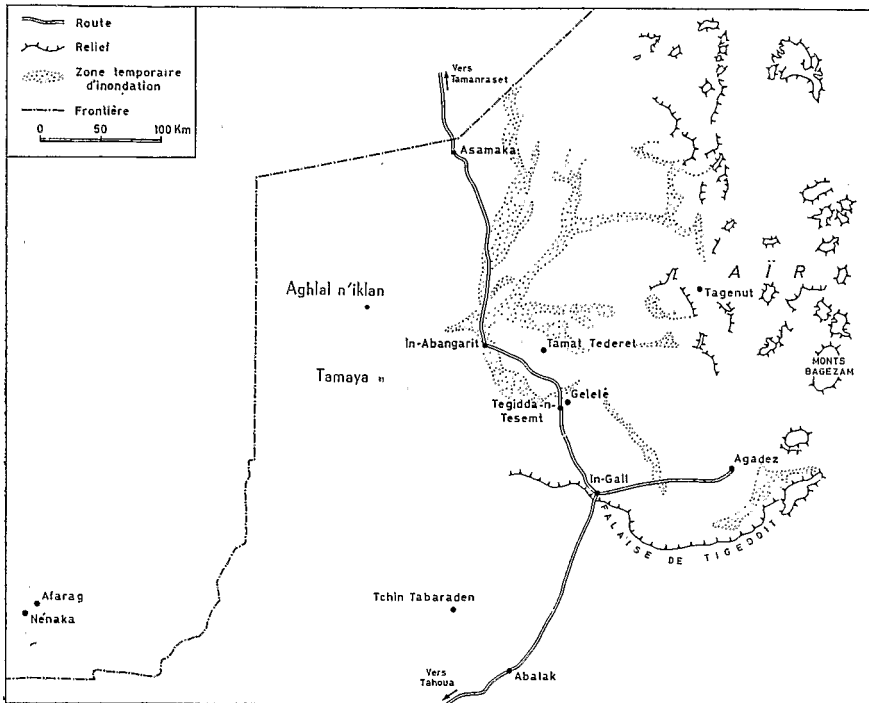 Route
Relief
Zone temporaire
d'inondation
Frontière
0 50 100 Km
Vers
Tamanraset
Asamaka
AÏR
Aghlal n'iklan
Tagenut
In-Abangarit
Tamat Tederet
MONTS
BAGEZAM
Tamaya
Gelelé
Tegidda-n-
Tesemt
Agadez
In-Gall
FALAISE DE TIGEDDIT
Afarag
Ménaka
Tchin Tabaraden
Vers
Tahoua
Abalak